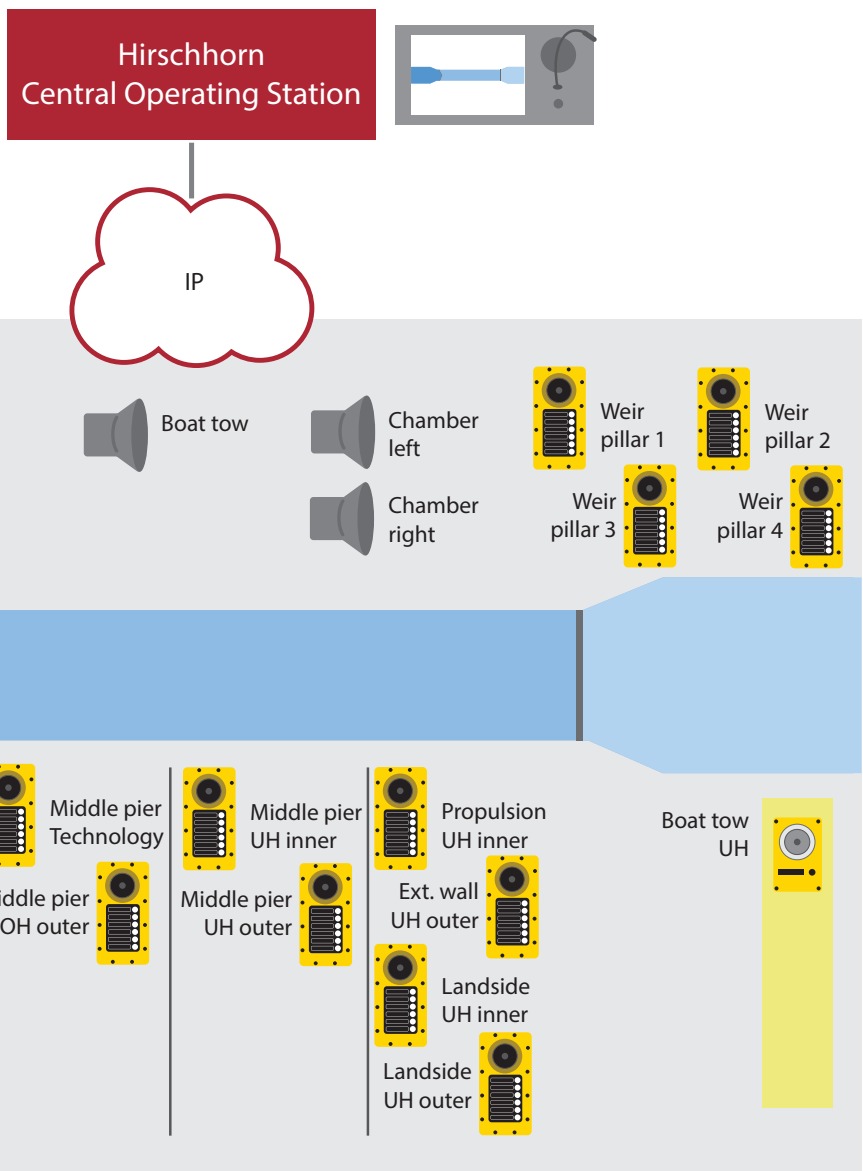 Hirschhorn
Central Operating Station
IP
Boat tow
Chamber
left
Chamber
right
Weir
pillar 1
Weir
pillar 2
Weir
pillar 3
Weir
pillar 4
Middle pier
Technology
iddle pier
OH outer
Middle pier
UH inner
Middle pier
UH outer
Propulsion
UH inner
Ext. wall
UH outer
Landside
UH inner
Landside
UH outer
Boat tow
UH